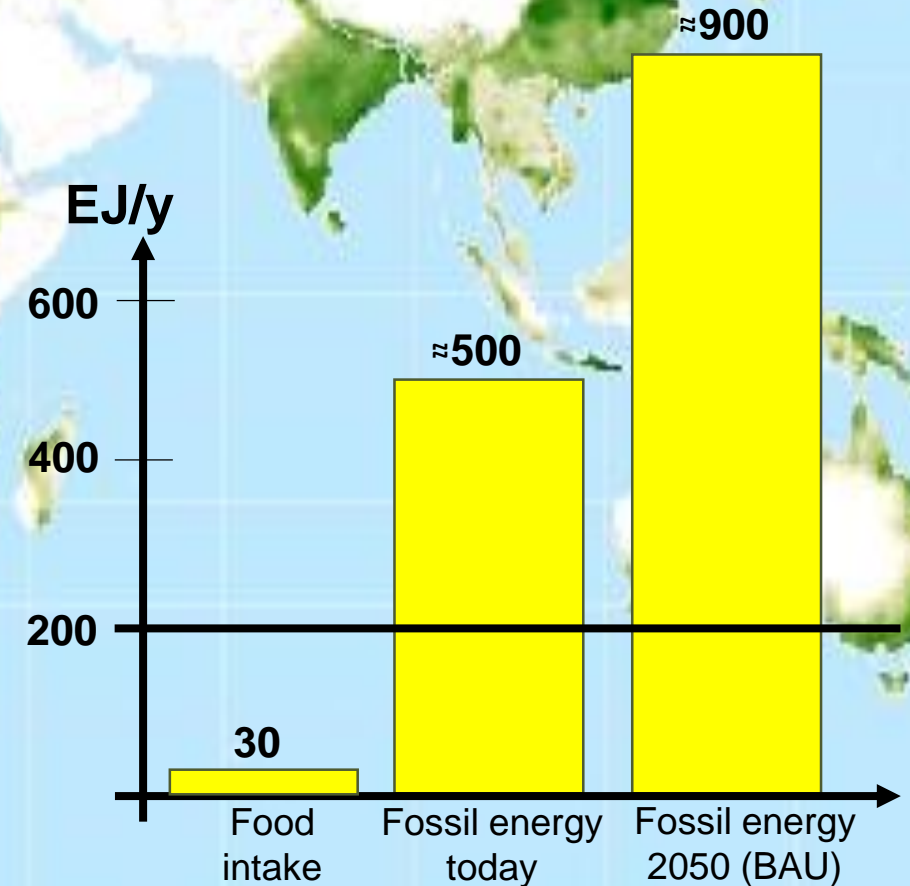 ≈900
EJ/y
600
≈500
400
200
30
Food
intake
Fossil energy
today
Fossil energy
2050 (BAU)